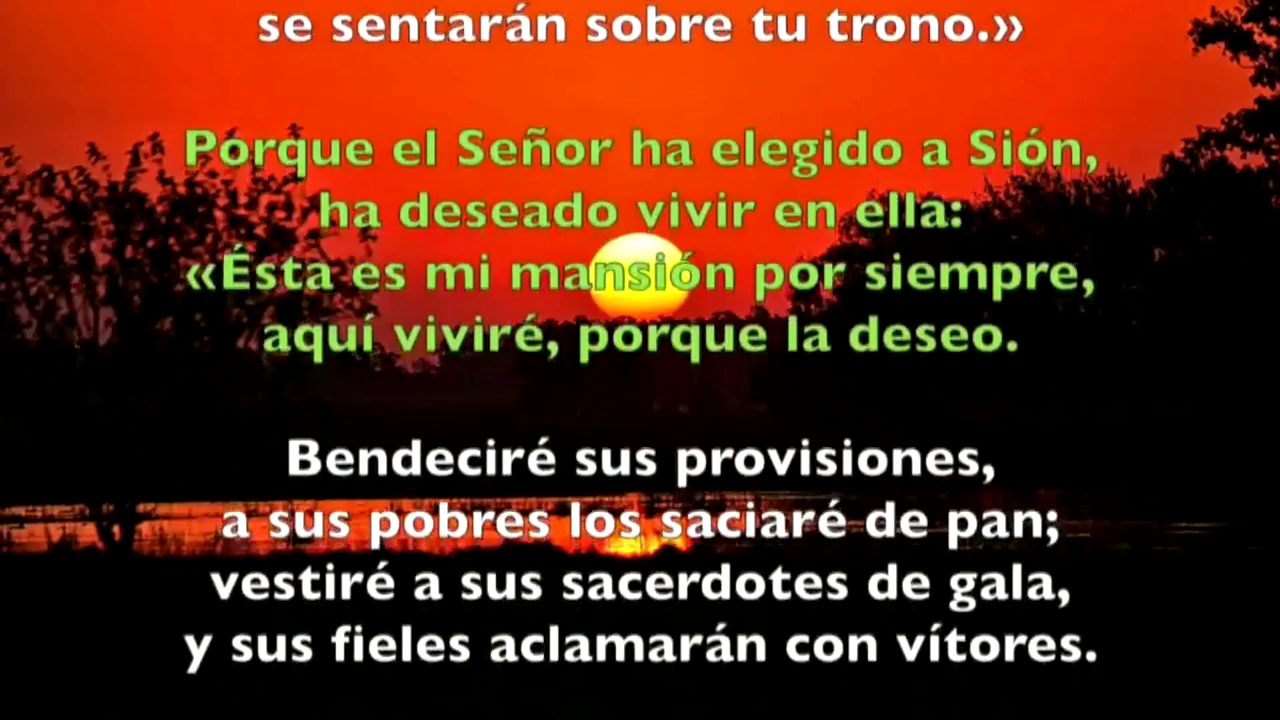 se sentarán sobre tu trono.»
Porque el Señor ha elegido a Sión,
ha deseado vivir en ella:
«Ésta es mi mansión por siempre,
aquí viviré, porque la deseo.
Bendeciré sus provisiones,
a sus pobres los saciaré de pan;
vestiré a sus sacerdotes de gala,
y sus fieles aclamarán con vítores.